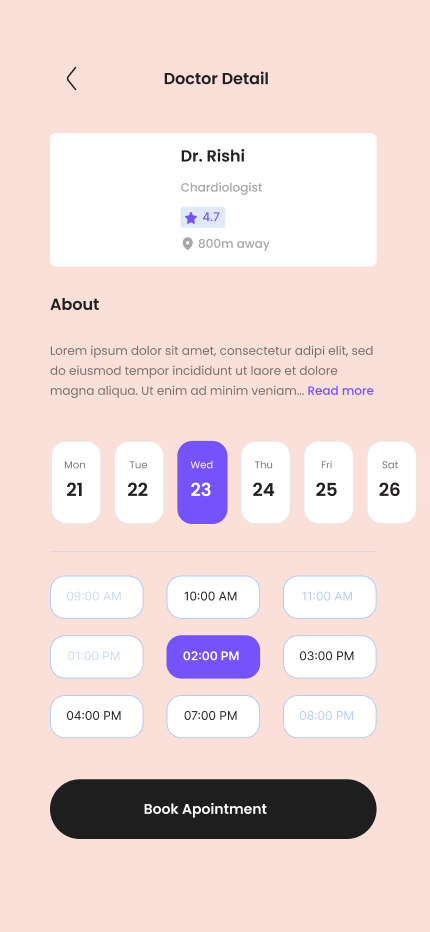 Doctor Detail
Dr. Rishi
Chardiologist
4.7
800m away
About
Lorem ipsum dolor sit amet, consectetur adipi elit, sed
do eiusmod tempor incididunt ut laore et dolore
magna aliqua. Ut enim ad minim veniam... Read more
Mon Tue Wed Thu Fri Sat
21 22 23 24 25 26
09:00 AM 10:00 AM 11:00 AM
01:00 PM 02:00 PM 03:00 PM
04:00 PM 07:00 PM 08:00 PM
Book Apointment